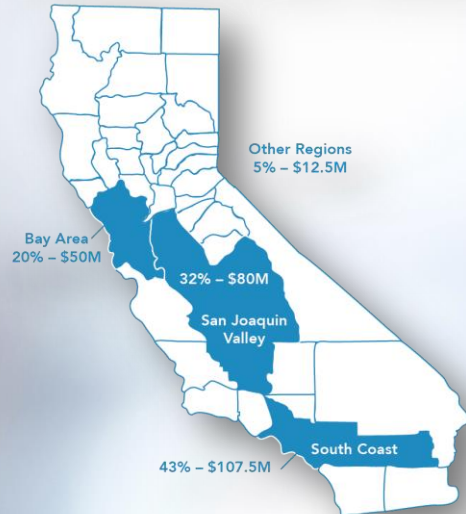 Other Regions
5% – $12.5M
Bay Area
20% – $50M
32% – $80M
San Joaquin
Valley
South Coast
43% – $107.5M